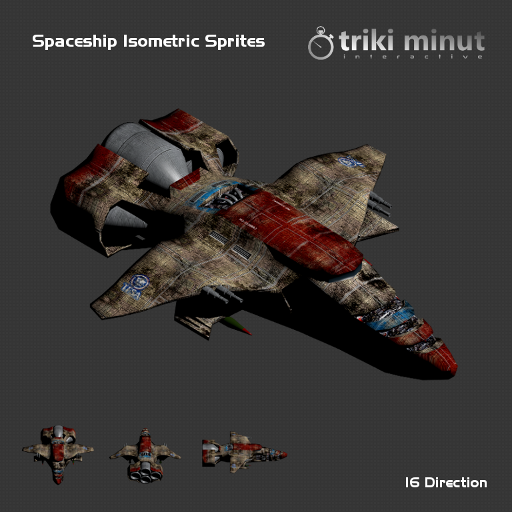 Spaceship Isometric Sprites
triki minut
interactive
16 Direction